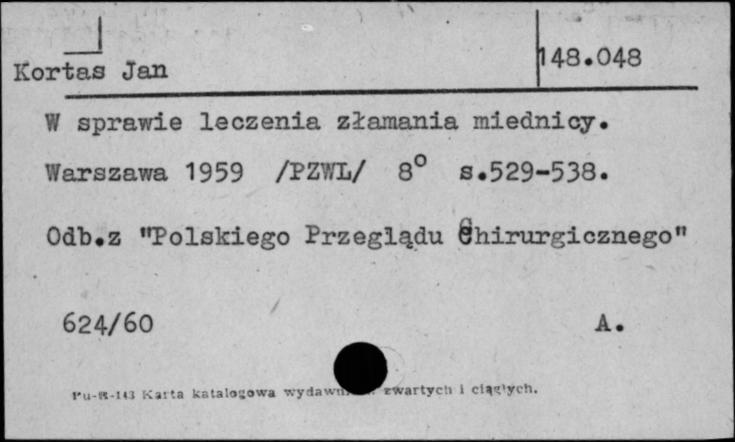 Kortas Jan 148.048
W sprawie leczenia złamania miednicy.
Warszawa 1959 /PZWL/ 8° s.529-538.
Odb.z "Polskiego Przeglądu Chirurgicznego"
624/60 A.
Pu-R-143 Karta katalogowa zwartych i ciągłych.